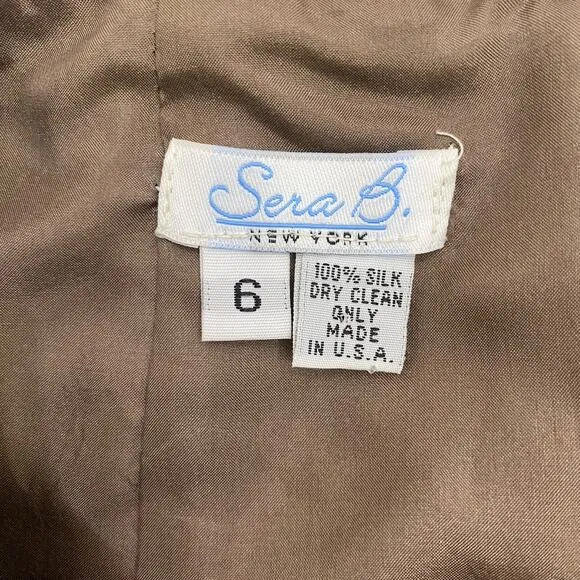 Sera B.
NEW YORK
6
100% SILK
DRY CLEAN
ONLY
MADE
IN U.S.A.